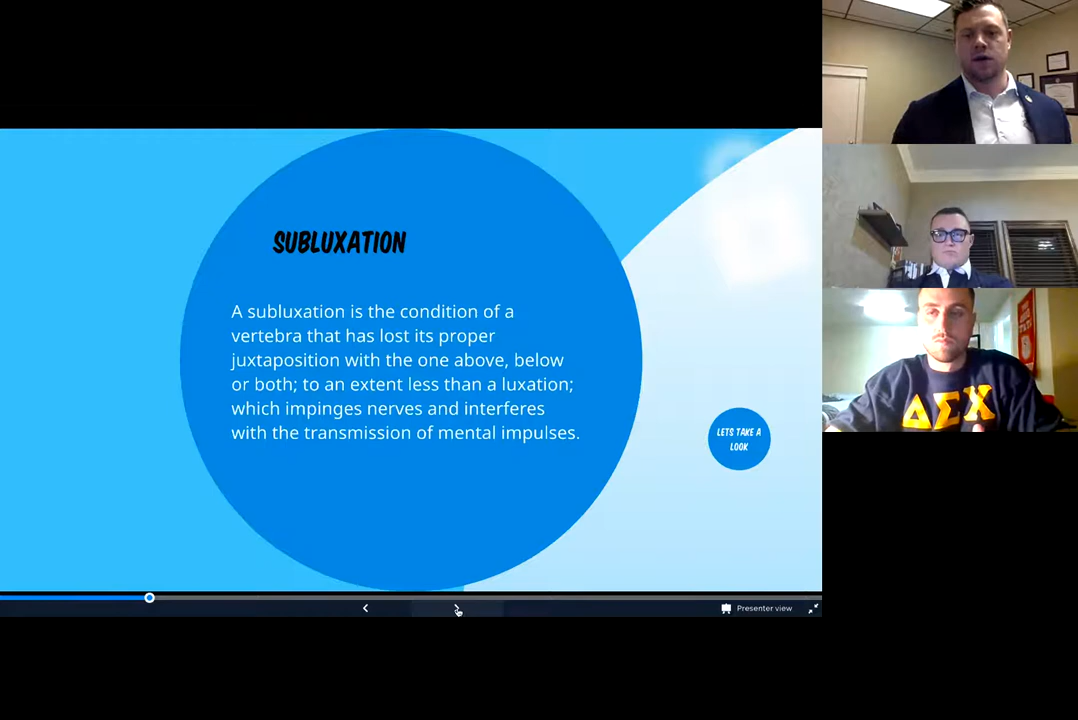 SUBLUXATION
A subluxation is the condition of a
vertebra that has lost its proper
juxtaposition with the one above, below
or both; to an extent less than a luxation;
which impinges nerves and interferes
with the transmission of mental impulses.
LETS TAKE A
LOOK
Presenter view
ΔΣΧ